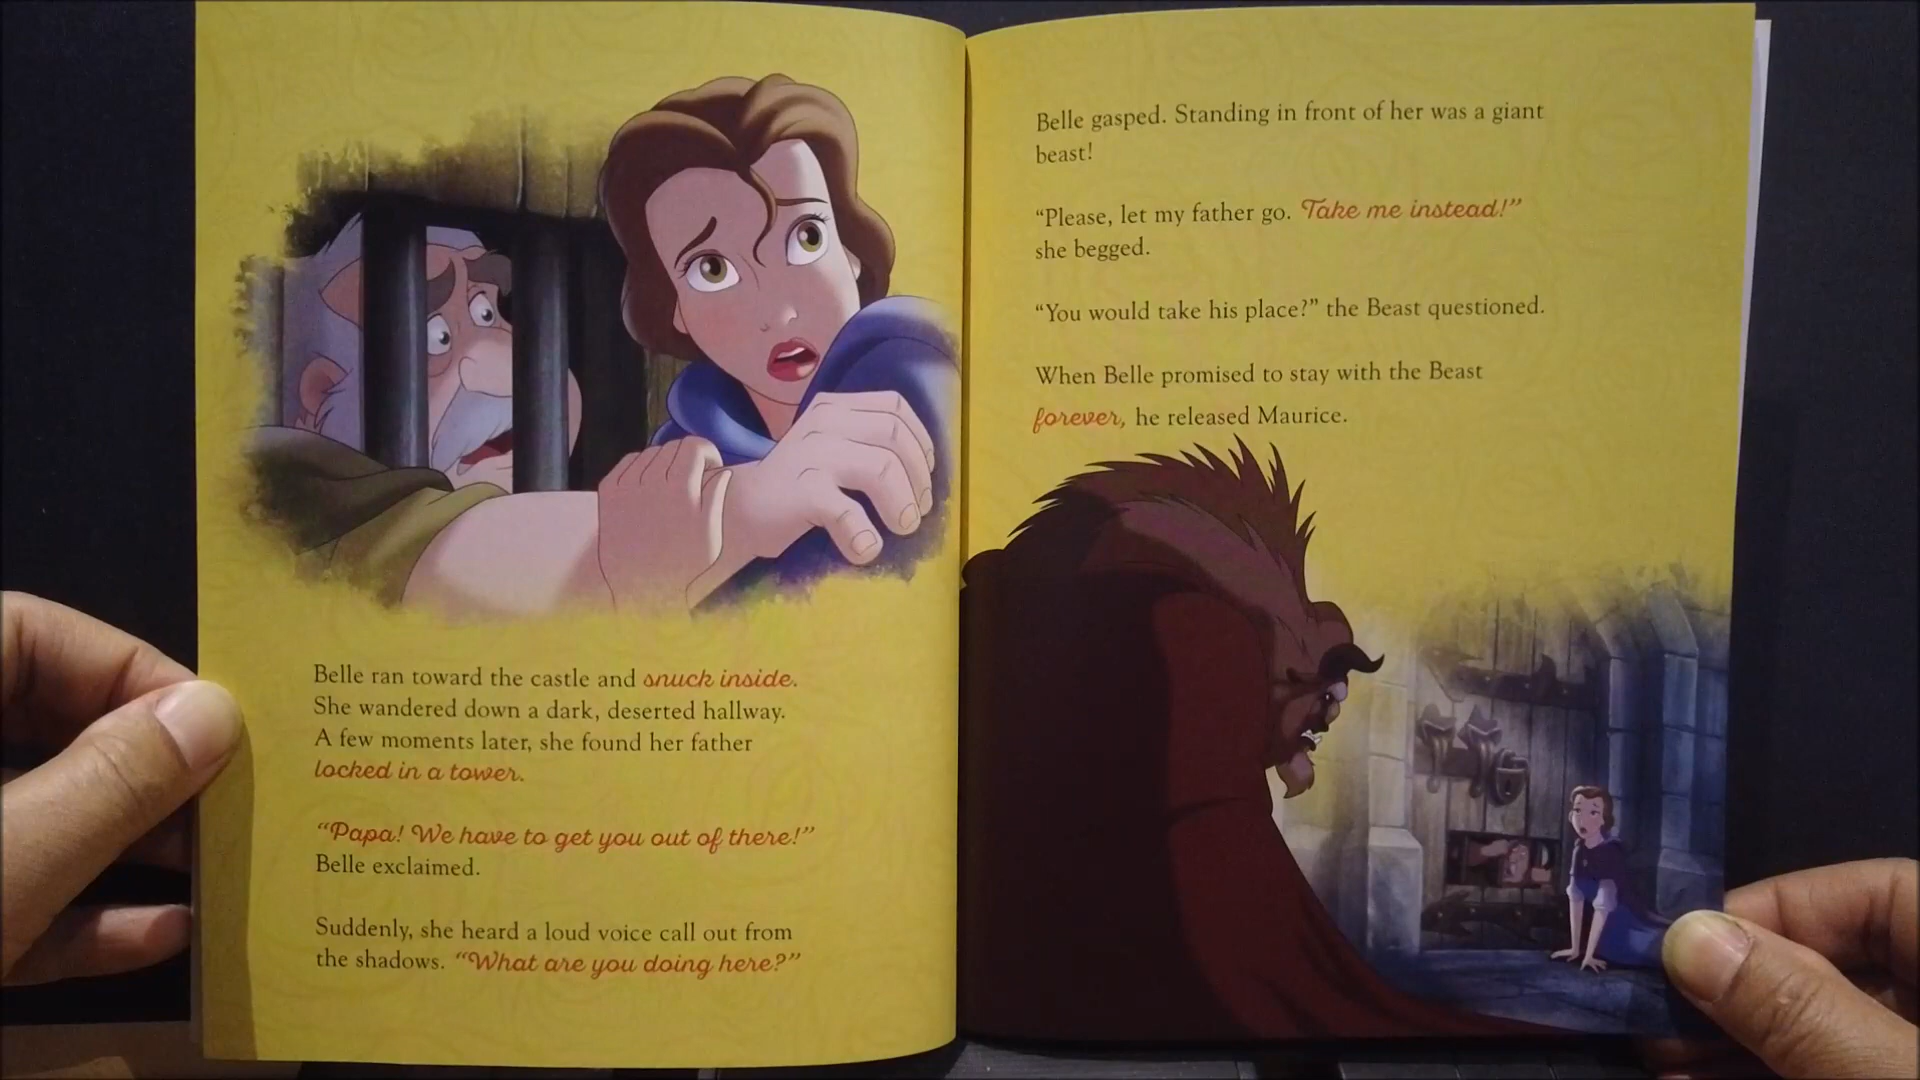 Belle ran toward the castle and snuck inside.
She wandered down a dark, deserted hallway.
A few moments later, she found her father
locked in a tower.
“Papa! We have to get you out of there!”
Belle exclaimed.
Suddenly, she heard a loud voice call out from
the shadows. “What are you doing here?”
Belle gasped. Standing in front of her was a giant
beast!
“Please, let my father go. Take me instead!”
she begged.
“You would take his place?” the Beast questioned.
When Belle promised to stay with the Beast
forever, he released Maurice.